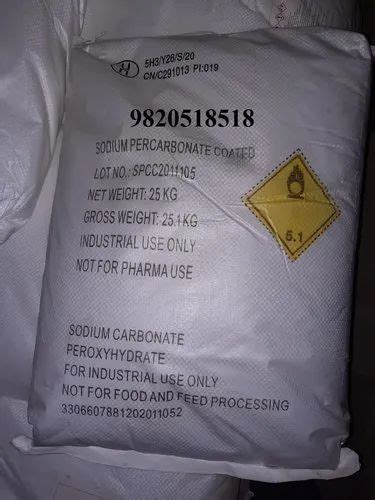 5H3/Y26/S/20
CN/C291013 PI:019
9820518518
SODIUM PERCARBONATE COATED
LOT NO.: SPCC2011105
NET WEIGHT: 25 KG
GROSS WEIGHT: 25.1 KG
INDUSTRIAL USE ONLY
NOT FOR PHARMA USE
5.1
SODIUM CARBONATE
PEROXYHYDRATE
FOR INDUSTRIAL USE ONLY
NOT FOR FOOD AND FEED PROCESSING
3306607881202011052